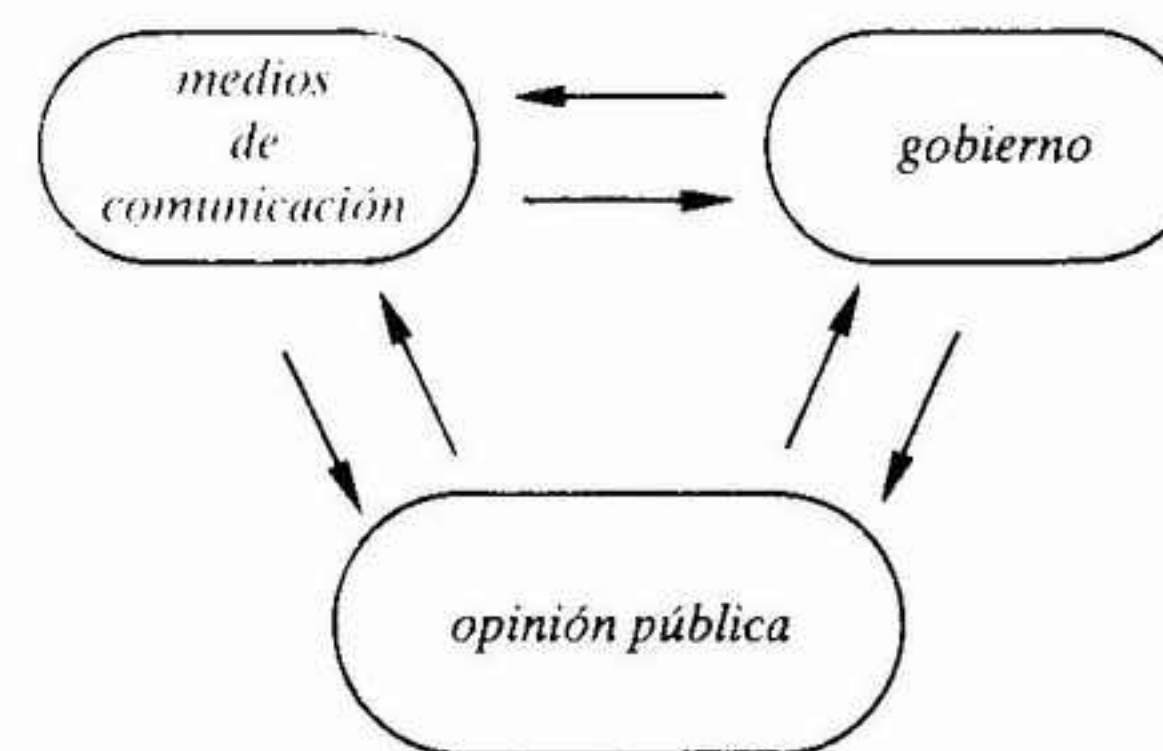 medios
de
comunicación
gobierno
opinión pública